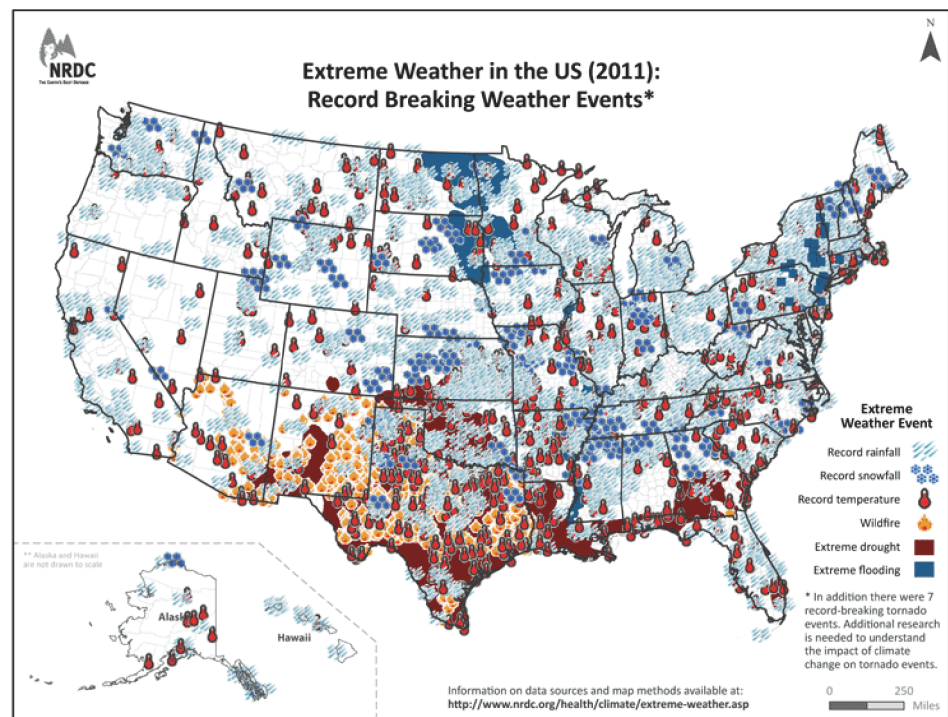 N
NRDC
THE EARTH'S BEST DEFENSE
Extreme Weather in the US (2011):
Record Breaking Weather Events*
Extreme
Weather Event
Record rainfall
Record snowfall
Record temperature
Wildfire
Extreme drought
Extreme flooding
** Alaska and Hawaii
are not drawn to scale
Hawaii
* In addition there were 7
record-breaking tornado
events. Additional research
is needed to understand
the impact of climate
change on tornado events.
Information on data sources and map methods available at:
http://www.nrdc.org/health/climate/extreme-weather.asp
0 250
Miles